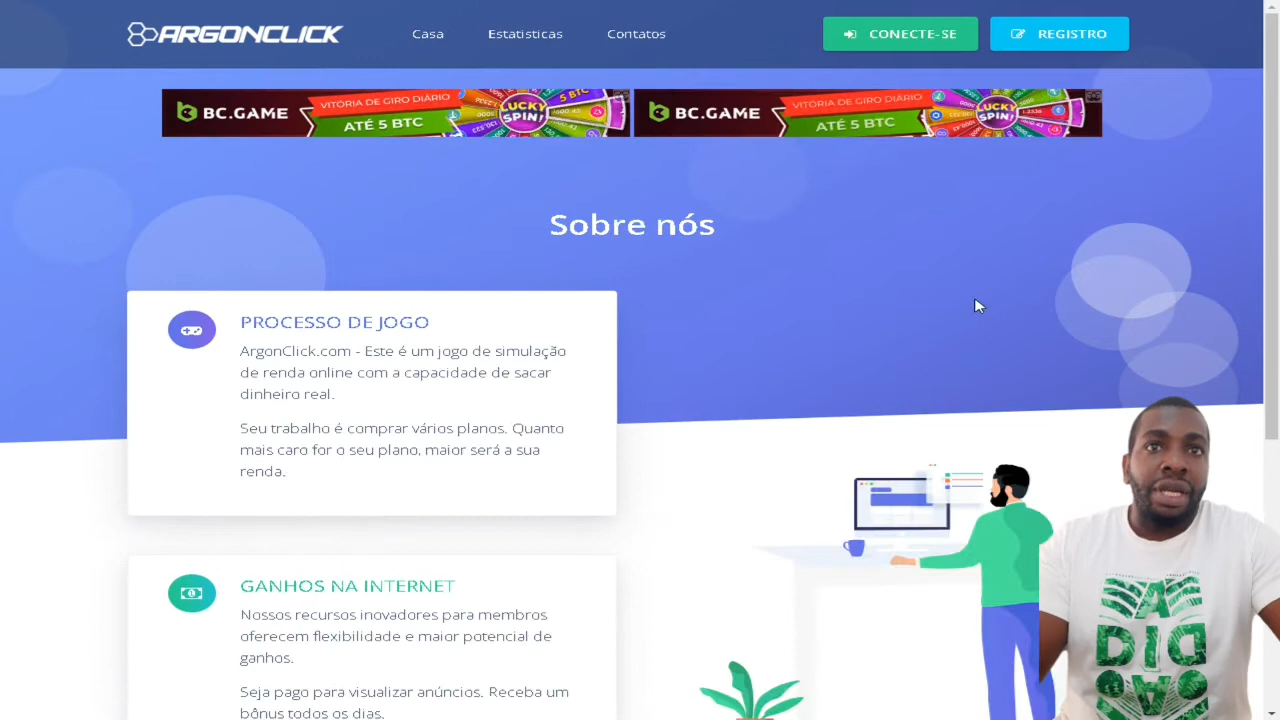 ARGONCLICK
Casa
Estatisticas
Contatos
CONECTE-SE
REGISTRO
BC.GAME
VITÓRIA DE GIRO DIÁRIO
ATÉ 5 BTC
LUCKY SPIN!
5 BTC
BC.GAME
VITÓRIA DE GIRO DIÁRIO
ATÉ 5 BTC
LUCKY SPIN!
Sobre nós
PROCESSO DE JOGO
ArgonClick.com - Este é um jogo de simulação
de renda online com a capacidade de sacar
dinheiro real.
Seu trabalho é comprar vários planos. Quanto
mais caro for o seu plano, maior será a sua
renda.
GANHOS NA INTERNET
Nossos recursos inovadores para membros
oferecem flexibilidade e maior potencial de
ganhos.
Seja pago para visualizar anúncios. Receba um
bônus todos os dias.